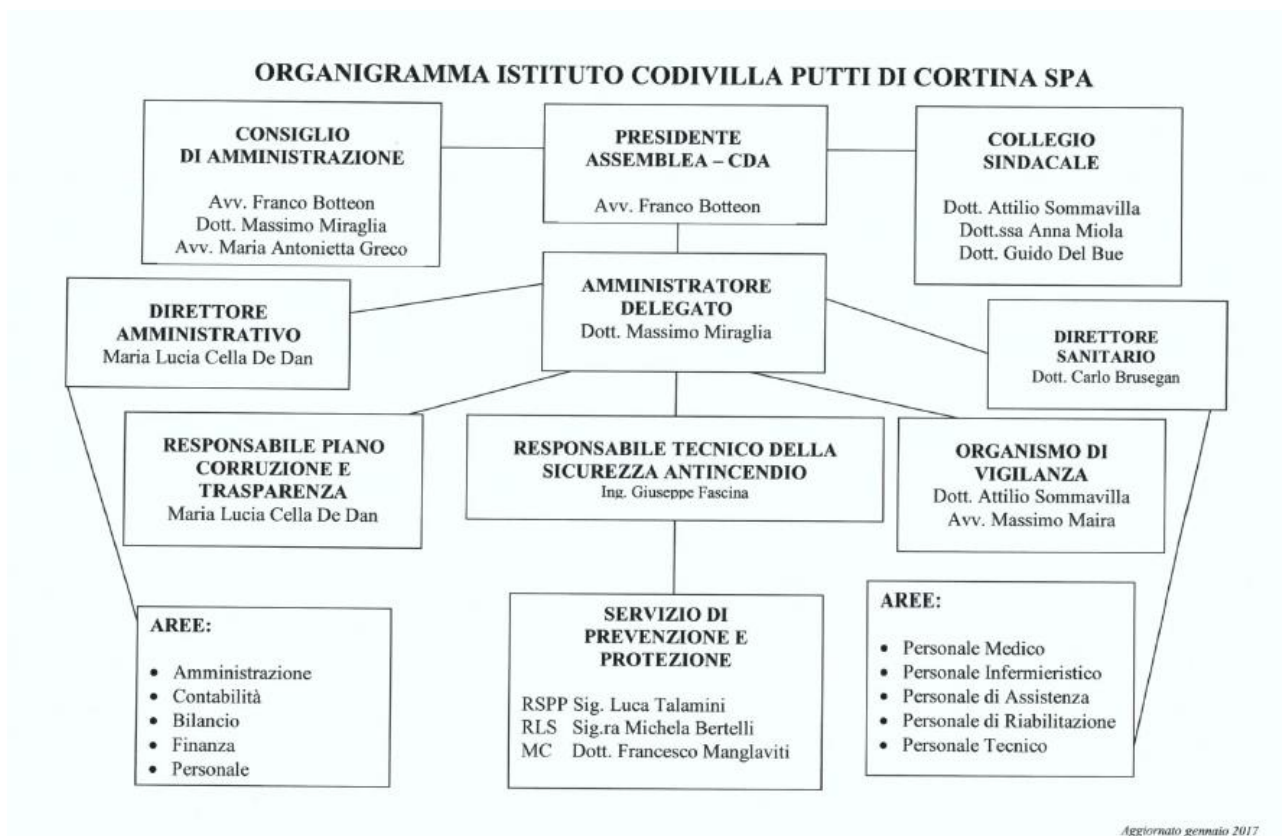 ORGANIGRAMMA ISTITUTO CODIVILLA PUTTI DI CORTINA SPA
CONSIGLIO
DI AMMINISTRAZIONE
Avv. Franco Botteon
Dott. Massimo Miraglia
Avv. Maria Antonietta Greco
PRESIDENTE
ASSEMBLEA – CDA
Avv. Franco Botteon
COLLEGIO
SINDACALE
Dott. Attilio Sommavilla
Dott.ssa Anna Miola
Dott. Guido Del Bue
DIRETTORE
AMMINISTRATIVO
Maria Lucia Cella De Dan
AMMINISTRATORE
DELEGATO
Dott. Massimo Miraglia
DIRETTORE
SANITARIO
Dott. Carlo Brusegan
RESPONSABILE PIANO
CORRUZIONE E
TRASPARENZA
Maria Lucia Cella De Dan
RESPONSABILE TECNICO DELLA
SICUREZZA ANTINCENDIO
Ing. Giuseppe Fascina
ORGANISMO DI
VIGILANZA
Dott. Attilio Sommavilla
Avv. Massimo Maira
AREE:
• Amministrazione
• Contabilità
• Bilancio
• Finanza
• Personale
SERVIZIO DI
PREVENZIONE E
PROTEZIONE
RSPP Sig. Luca Talamini
RLS Sig.ra Michela Bertelli
MC Dott. Francesco Manglaviti
AREE:
• Personale Medico
• Personale Infermieristico
• Personale di Assistenza
• Personale di Riabilitazione
• Personale Tecnico
Aggiornato gennaio 2017